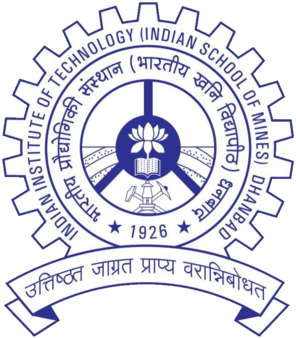 INDIAN INSTITUTE OF TECHNOLOGY (INDIAN SCHOOL OF MINES) DHANBAD
भारतीय प्रौद्योगिकी संस्थान (भारतीय खनि विद्यापीठ) धनबाद
★ 1926 ★
उत्तिष्ठत जाग्रत प्राप्य वरान्निबोधत